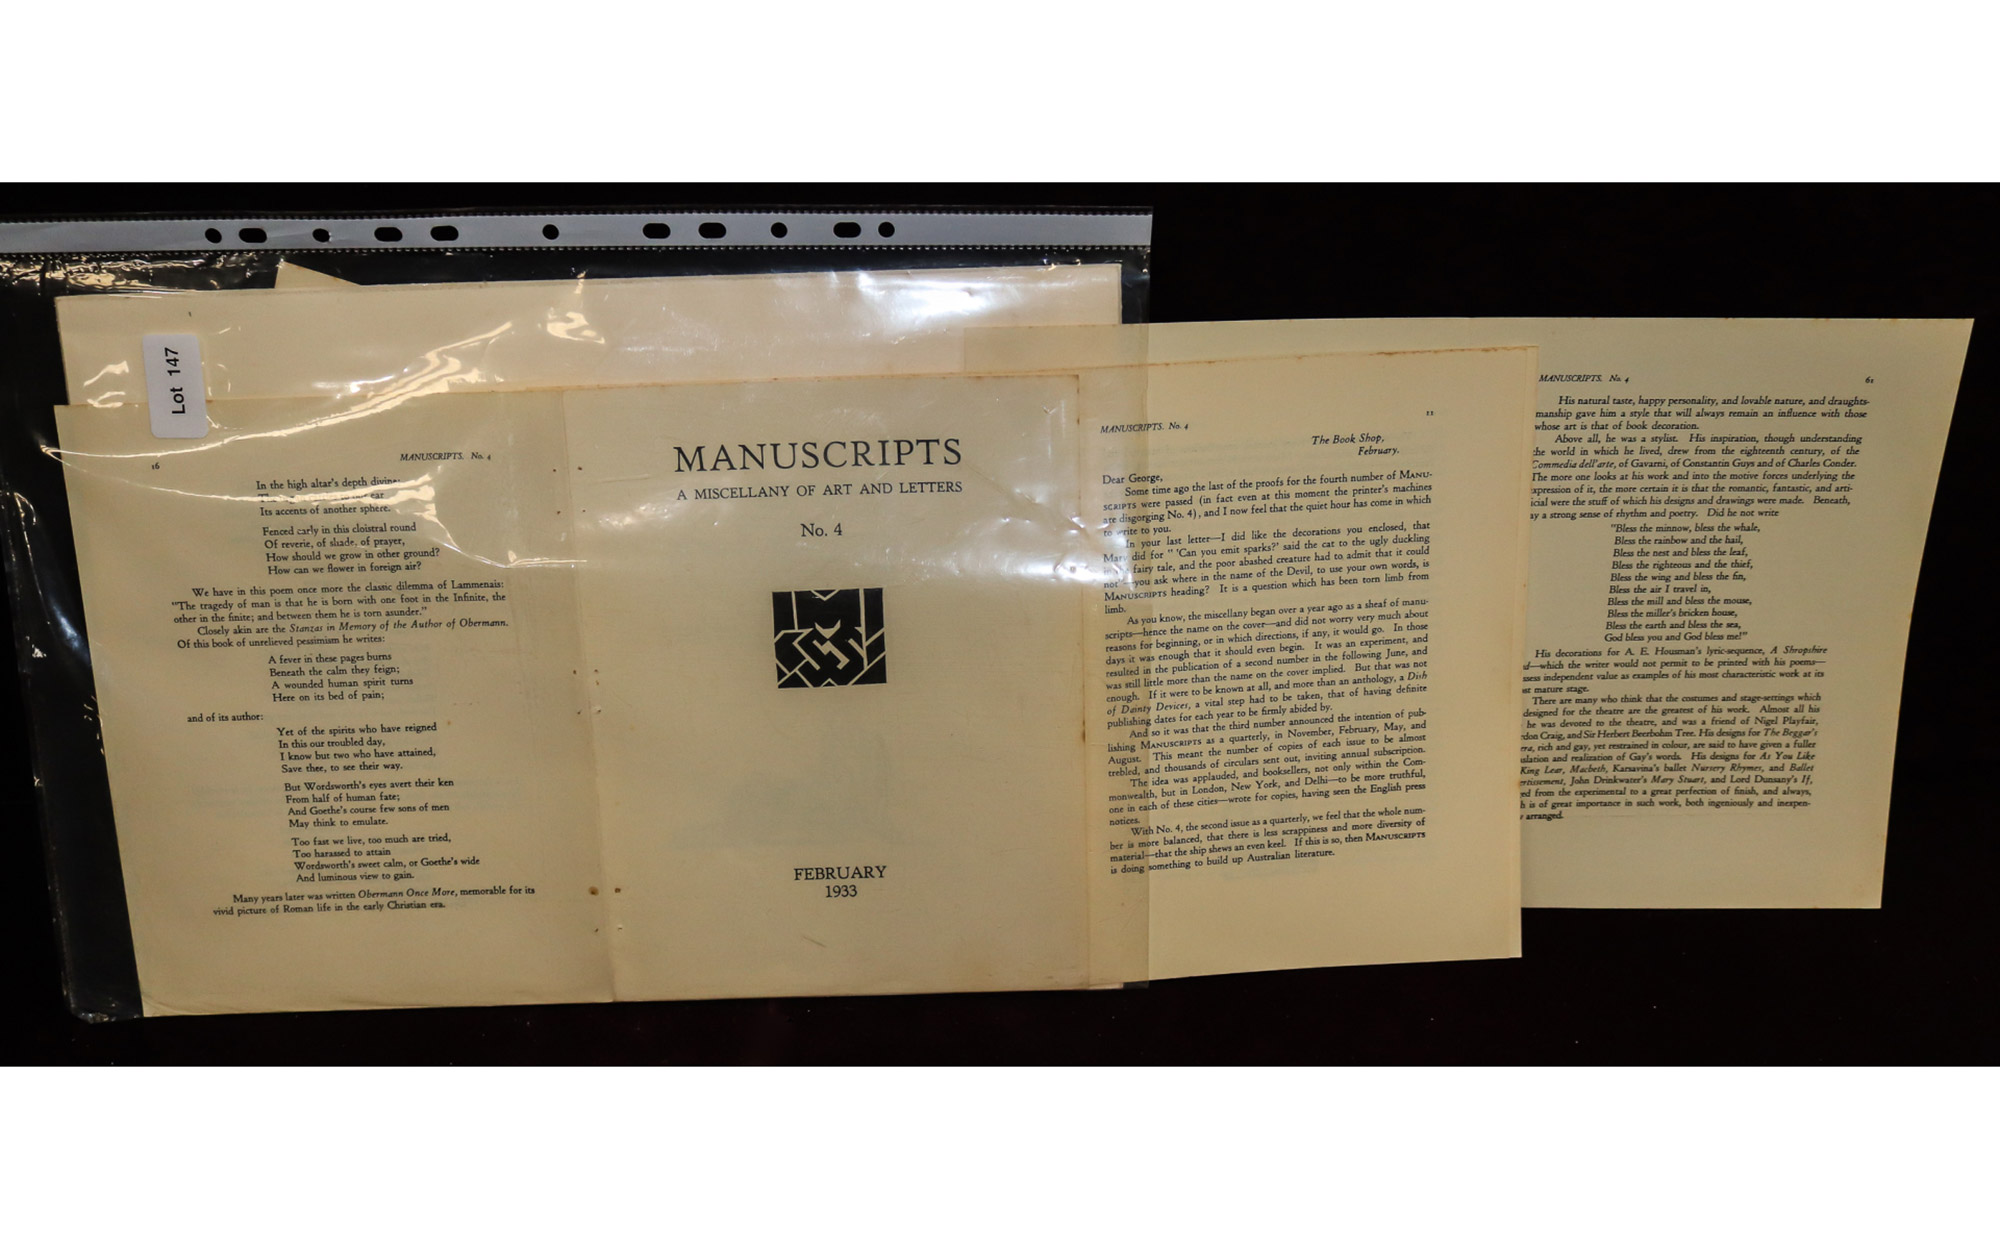 Lot 147
16
MANUSCRIPTS. No. 4
In the high altar's depth divine
Its accents of another sphere.
Fenced early in this cloistral round
Of reverie, of shade, of prayer,
How should we grow in other ground?
How can we flower in foreign air?
We have in this poem once more the classic dilemma of Lammenais:
"The tragedy of man is that he is born with one foot in the Infinite, the
other in the finite; and between them he is torn asunder."
Closely akin are the Stanzas in Memory of the Author of Obermann.
Of this book of unrelieved pessimism he writes:
A fever in these pages burns
Beneath the calm they feign;
A wounded human spirit turns
Here on its bed of pain;
and of its author:
Yet of the spirits who have reigned
In this our troubled day,
I know but two who have attained,
Save thee, to see their way.
But Wordsworth's eyes avert their ken
From half of human fate;
And Goethe's course few sons of men
May think to emulate.
Too fast we live, too much are tried,
Too harassed to attain
Wordsworth's sweet calm, or Goethe's wide
And luminous view to gain.
Many years later was written Obermann Once More, memorable for its
vivid picture of Roman life in the early Christian era.
MANUSCRIPTS
A MISCELLANY OF ART AND LETTERS
No. 4
FEBRUARY
1933
MANUSCRIPTS. No. 4
11
The Book Shop,
February.
Dear George,
Some time ago the last of the proofs for the fourth number of MANU-
SCRIPTS were passed (in fact even at this moment the printer's machines
are disgorging No. 4), and I now feel that the quiet hour has come in which
to write to you.
In your last letter—I did like the decorations you enclosed, that
Mary did for " 'Can you emit sparks?' said the cat to the ugly duckling
in the fairy tale, and the poor abashed creature had to admit that it could
not"—you ask where in the name of the Devil, to use your own words, is
MANUSCRIPTS heading? It is a question which has been torn limb from
limb.
As you know, the miscellany began over a year ago as a sheaf of manu-
scripts—hence the name on the cover—and did not worry very much about
reasons for beginning, or in which directions, if any, it would go. In those
days it was enough that it should even begin. It was an experiment, and
resulted in the publication of a second number in the following June, and
was still little more than the name on the cover implied. But that was not
enough. If it were to be known at all, and more than an anthology, a Dish
of Dainty Devices, a vital step had to be taken, that of having definite
publishing dates for each year to be firmly abided by.
And so it was that the third number announced the intention of pub-
lishing MANUSCRIPTS as a quarterly, in November, February, May, and
August. This meant the number of copies of each issue to be almost
trebled, and thousands of circulars sent out, inviting annual subscription.
The idea was applauded, and booksellers, not only within the Com-
monwealth, but in London, New York, and Delhi—to be more truthful,
one in each of these cities—wrote for copies, having seen the English press
notices.
With No. 4, the second issue as a quarterly, we feel that the whole num-
ber is more balanced, that there is less scrappiness and more diversity of
material—that the ship shews an even keel. If this is so, then MANUSCRIPTS
is doing something to build up Australian literature.
MANUSCRIPTS. No. 4
61
His natural taste, happy personality, and lovable nature, and draughts-
manship gave him a style that will always remain an influence with those
whose art is that of book decoration.
Above all, he was a stylist. His inspiration, though understanding
the world in which he lived, drew from the eighteenth century, of the
Commedia dell'arte, of Gavarni, of Constantin Guys and of Charles Conder.
The more one looks at his work and into the motive forces underlying the
expression of it, the more certain it is that the romantic, fantastic, and arti-
icial were the stuff of which his designs and drawings were made. Beneath,
ay a strong sense of rhythm and poetry. Did he not write
"Bless the minnow, bless the whale,
Bless the rainbow and the hail,
Bless the nest and bless the leaf,
Bless the righteous and the thief,
Bless the wing and bless the fin,
Bless the air I travel in,
Bless the mill and bless the mouse,
Bless the miller's bricken house,
Bless the earth and bless the sea,
God bless you and God bless me!"
His decorations for A. E. Housman's lyric-sequence, A Shropshire
d—which the writer would not permit to be printed with his poems—
ssess independent value as examples of his most characteristic work at its
st mature stage.
There are many who think that the costumes and stage-settings which
designed for the theatre are the greatest of his work. Almost all his
he was devoted to the theatre, and was a friend of Nigel Playfair,
don Craig, and Sir Herbert Beerbohm Tree. His designs for The Beggar's
era, rich and gay, yet restrained in colour, are said to have given a fuller
slation and realization of Gay's words. His designs for As You Like
King Lear, Macbeth, Karsavina's ballet Nursery Rhymes, and Ballet
ertissement, John Drinkwater's Mary Stuart, and Lord Dunsany's If,
ed from the experimental to a great perfection of finish, and always,
h is of great importance in such work, both ingeniously and inexpen-
y arranged.